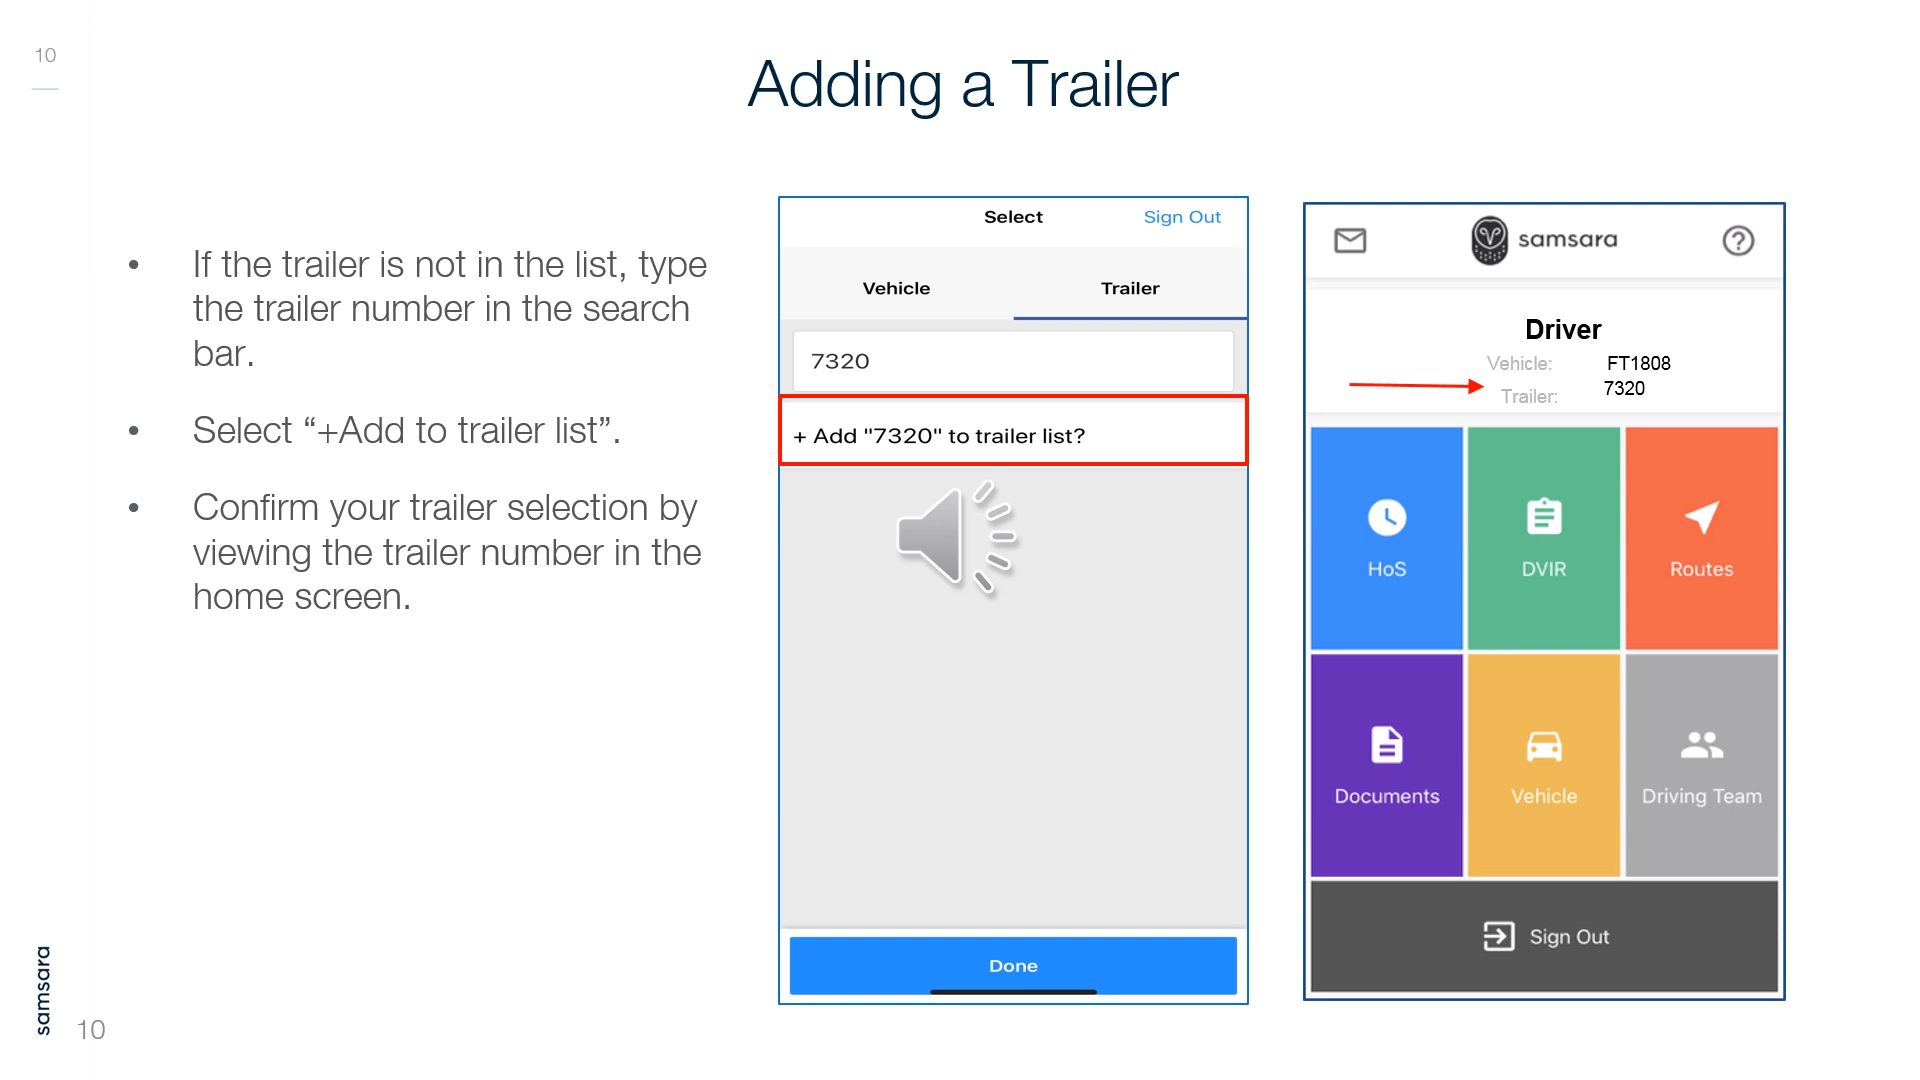 10
Adding a Trailer
• If the trailer is not in the list, type
the trailer number in the search
bar.
• Select “+Add to trailer list”.
• Confirm your trailer selection by
viewing the trailer number in the
home screen.
Select
Sign Out
Vehicle
Trailer
7320
+ Add "7320" to trailer list?
Done
samsara
Driver
Vehicle: FT1808
Trailer: 7320
HoS
DVIR
Routes
Documents
Vehicle
Driving Team
Sign Out
samsara
10